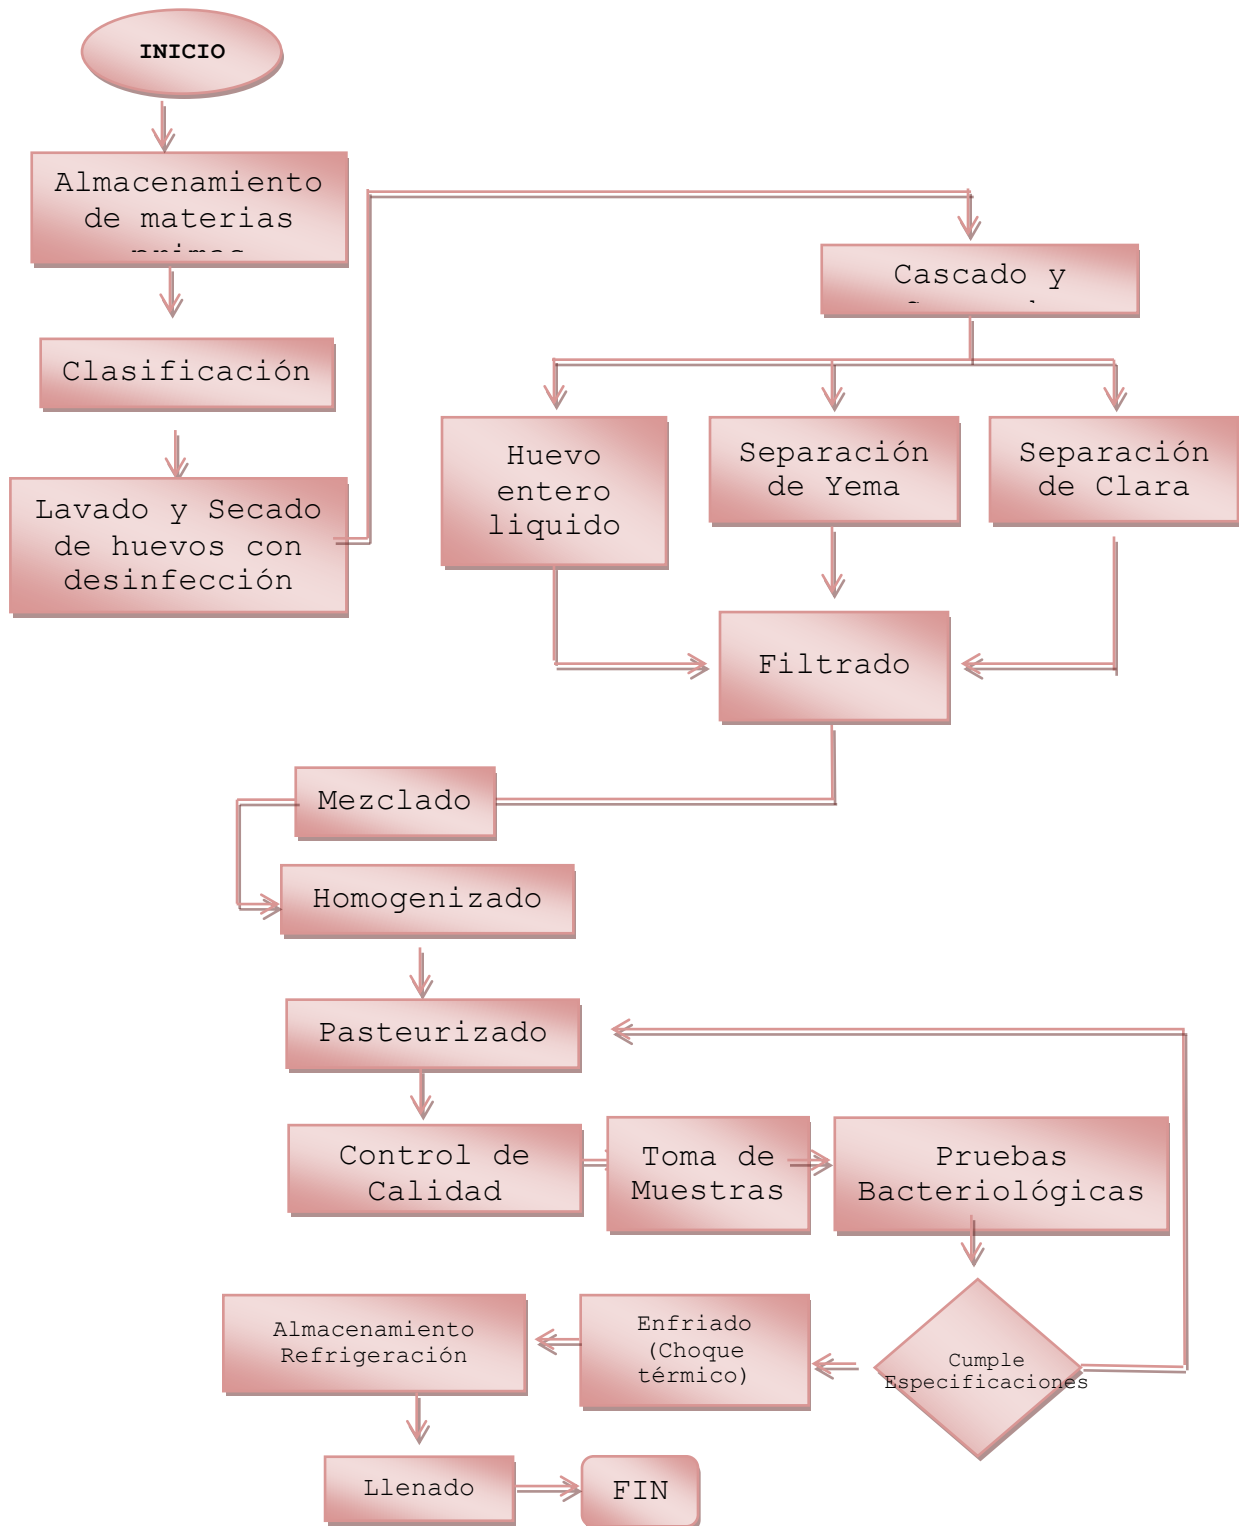 INICIO
Almacenamiento
de materias
Clasificación
Lavado y Secado
de huevos con
desinfección
Cascado y
Huevo
entero
liquido
Separación
de Yema
Separación
de Clara
Filtrado
Mezclado
Homogenizado
Pasteurizado
Control de
Calidad
Toma de
Muestras
Pruebas
Bacteriológicas
Cumple
Especificaciones
Enfriado
(Choque
térmico)
Almacenamiento
Refrigeración
Llenado
FIN